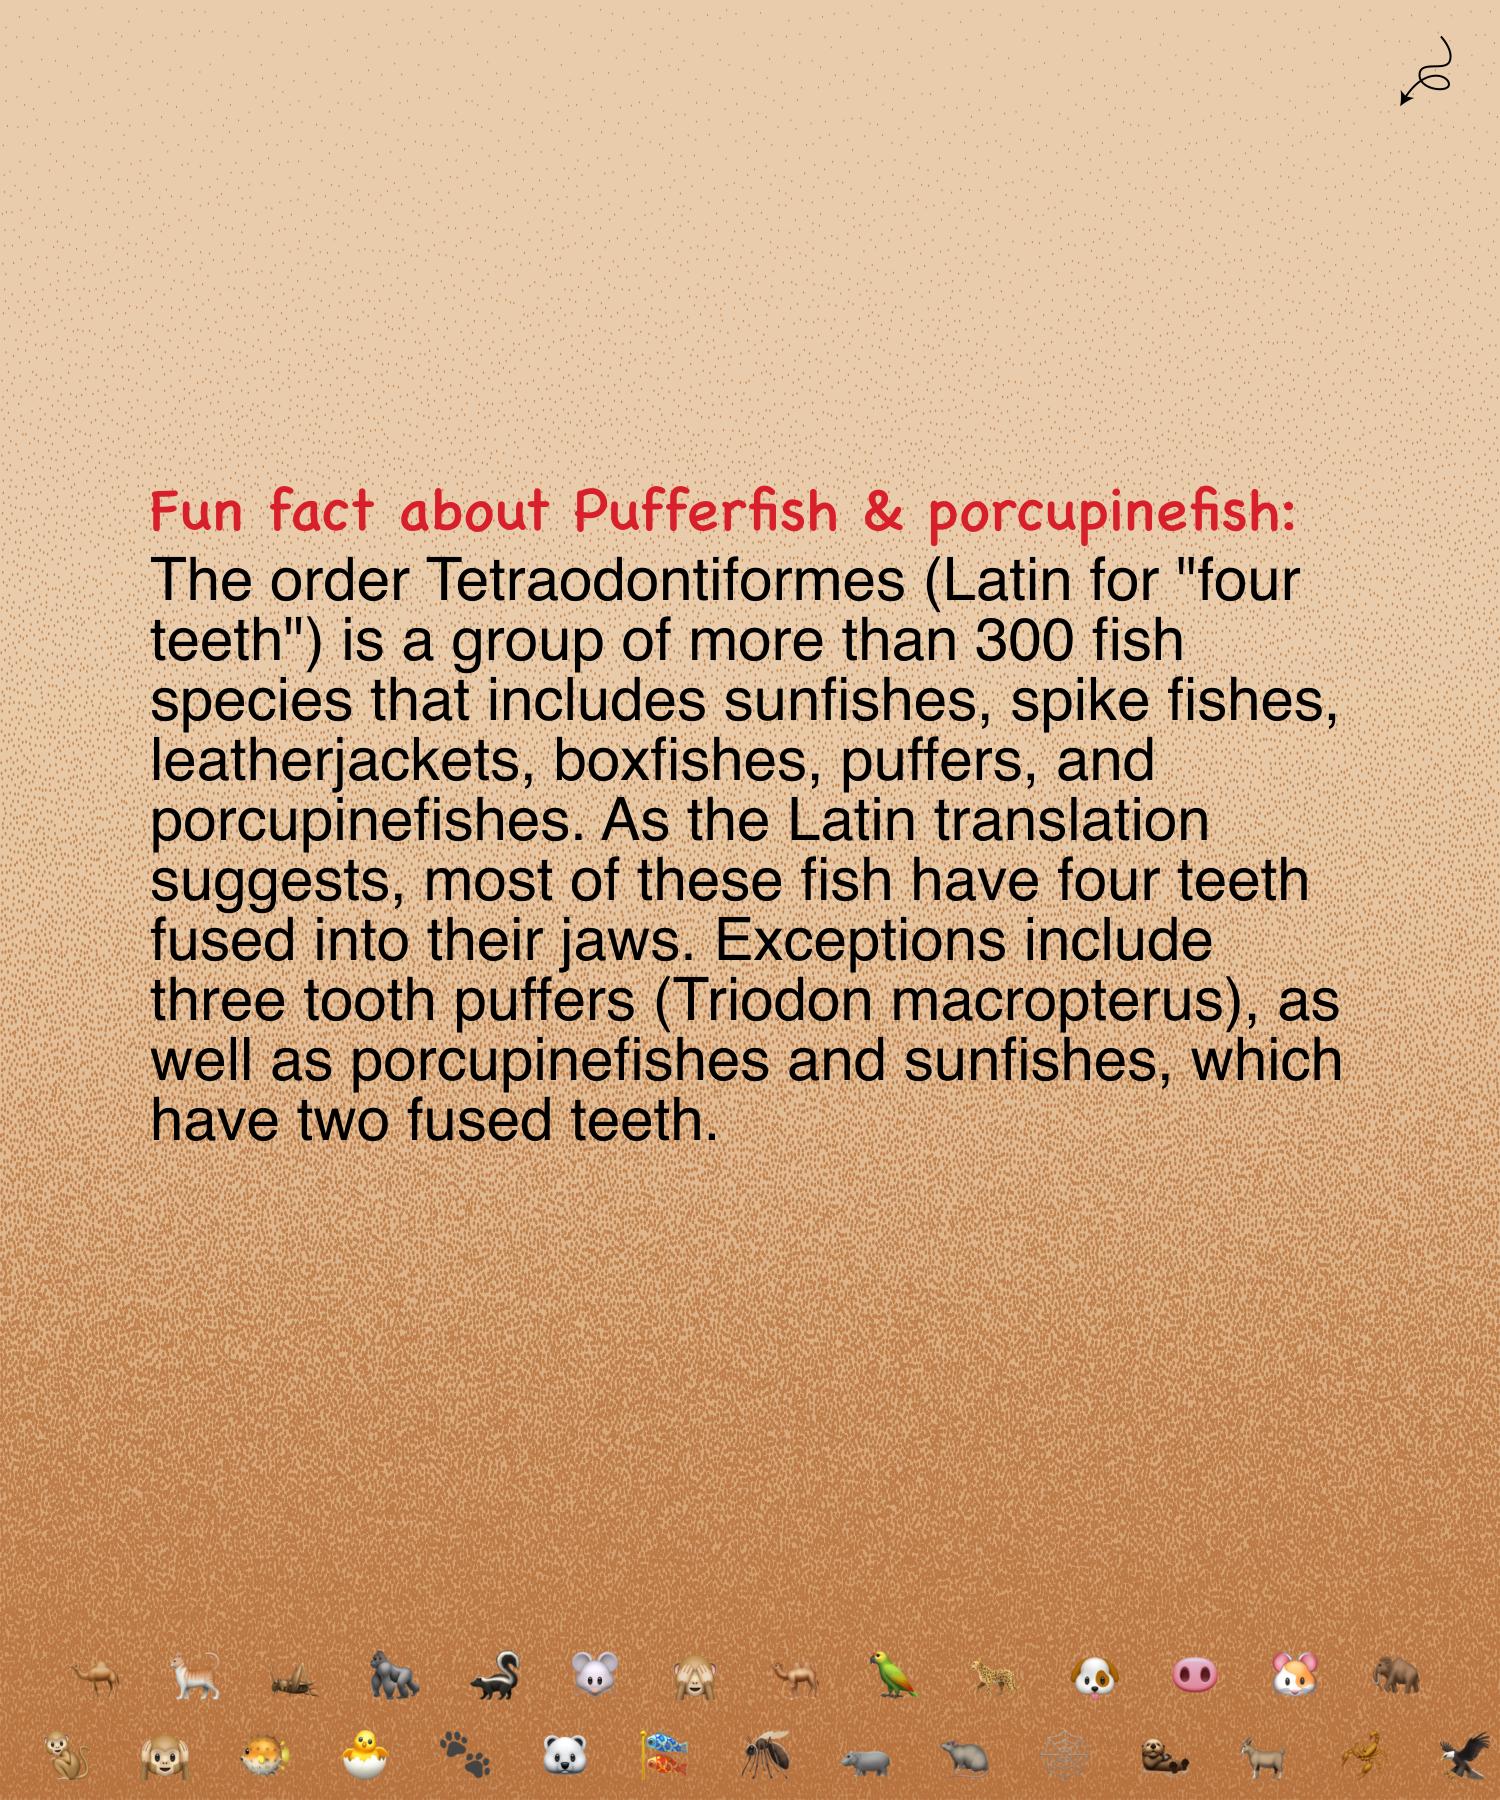 Fun fact about Pufferfish & porcupinefish:
The order Tetraodontiformes (Latin for "four
teeth") is a group of more than 300 fish
species that includes sunfishes, spike fishes,
leatherjackets, boxfishes, puffers, and
porcupinefishes. As the Latin translation
suggests, most of these fish have four teeth
fused into their jaws. Exceptions include
three tooth puffers (Triodon macropterus), as
well as porcupinefishes and sunfishes, which
have two fused teeth.